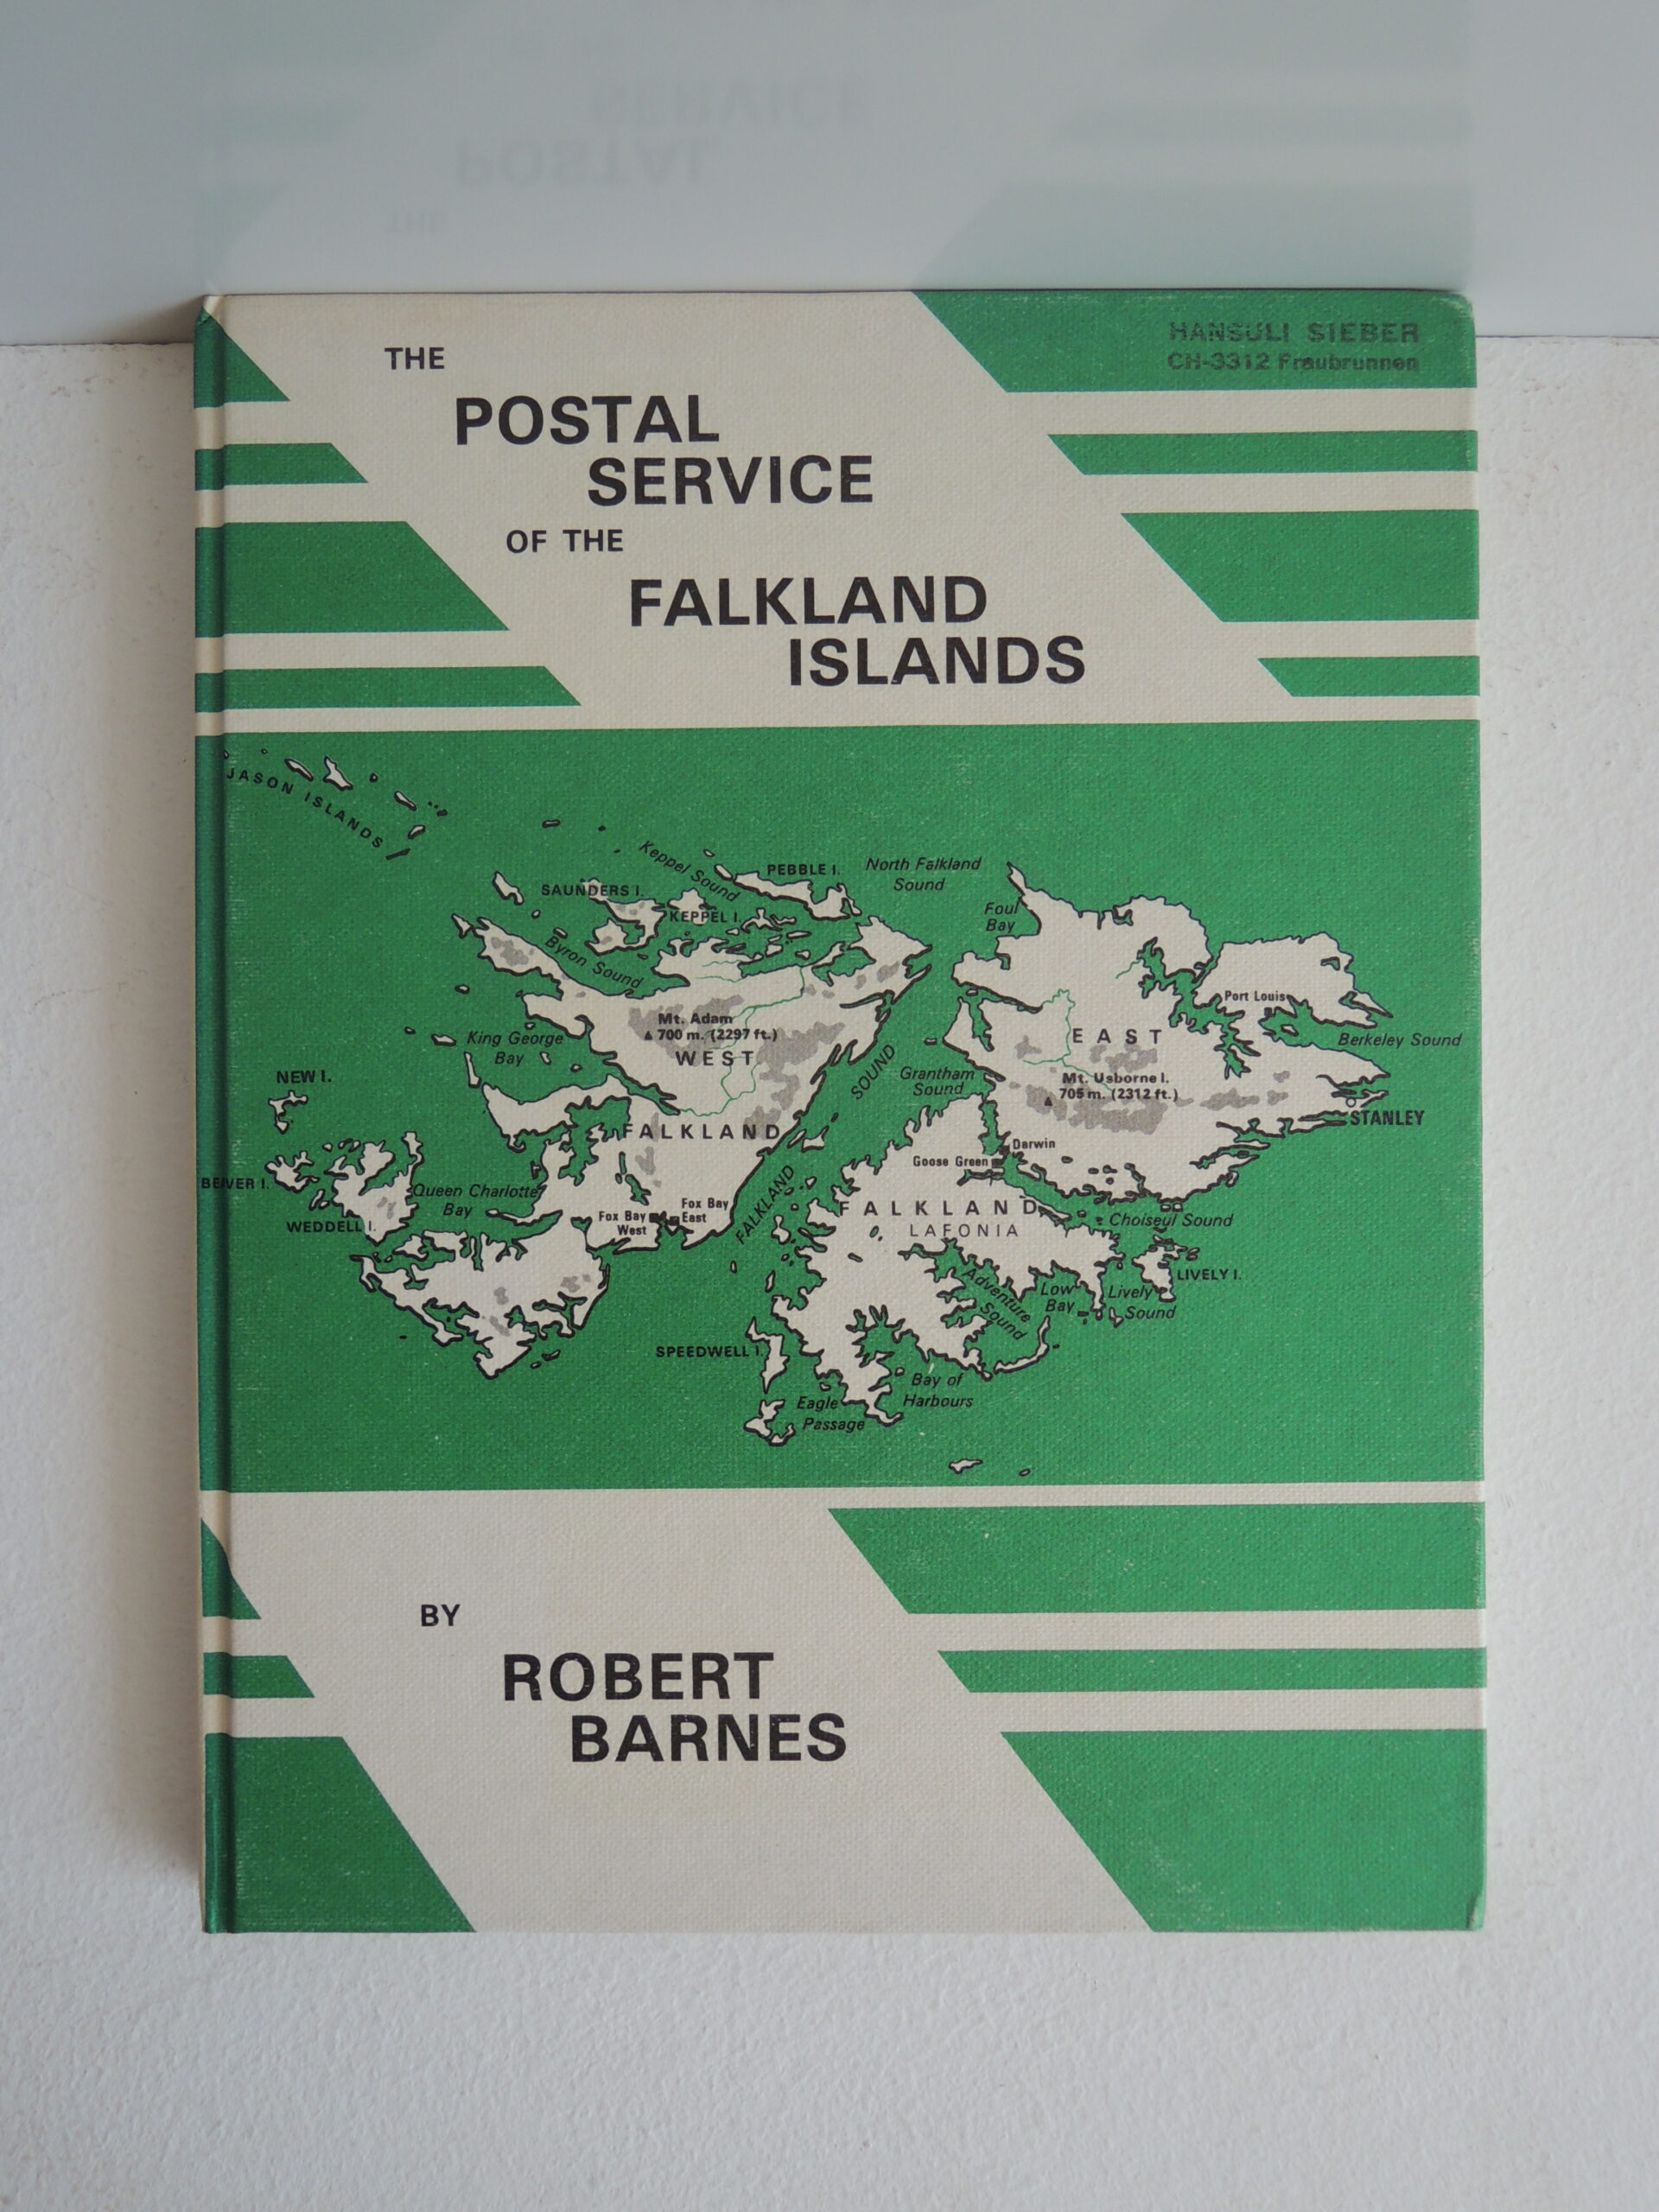 THE
POSTAL
SERVICE
OF THE
FALKLAND
ISLANDS
HANSULI SIEBER
CH-3312 Fraubrunnen
JASON ISLANDS
Keppel Sound
PEBBLE I.
North Falkland
Sound
SAUNDERS I.
KEPPEL I.
Foul
Bay
Byron Sound
Port Louis
Mt. Adam
700 m. (2297 ft.)
WEST
King George
Bay
EAST
Berkeley Sound
SOUND
Grantham
Sound
Mt. Usborne I.
705 m. (2312 ft.)
NEW I.
STANLEY
FALKLAND
Darwin
Goose Green
BEAVER I.
Queen Charlotte
Bay
WEDDELL I.
Fox Bay
West
Fox Bay
East
FALKLAND
FALKLAND
LAFONIA
Choiseul Sound
LIVELY I.
Adventure
Sound
Low
Bay
Lively
Sound
SPEEDWELL I.
Bay of
Harbours
Eagle
Passage
BY
ROBERT
BARNES